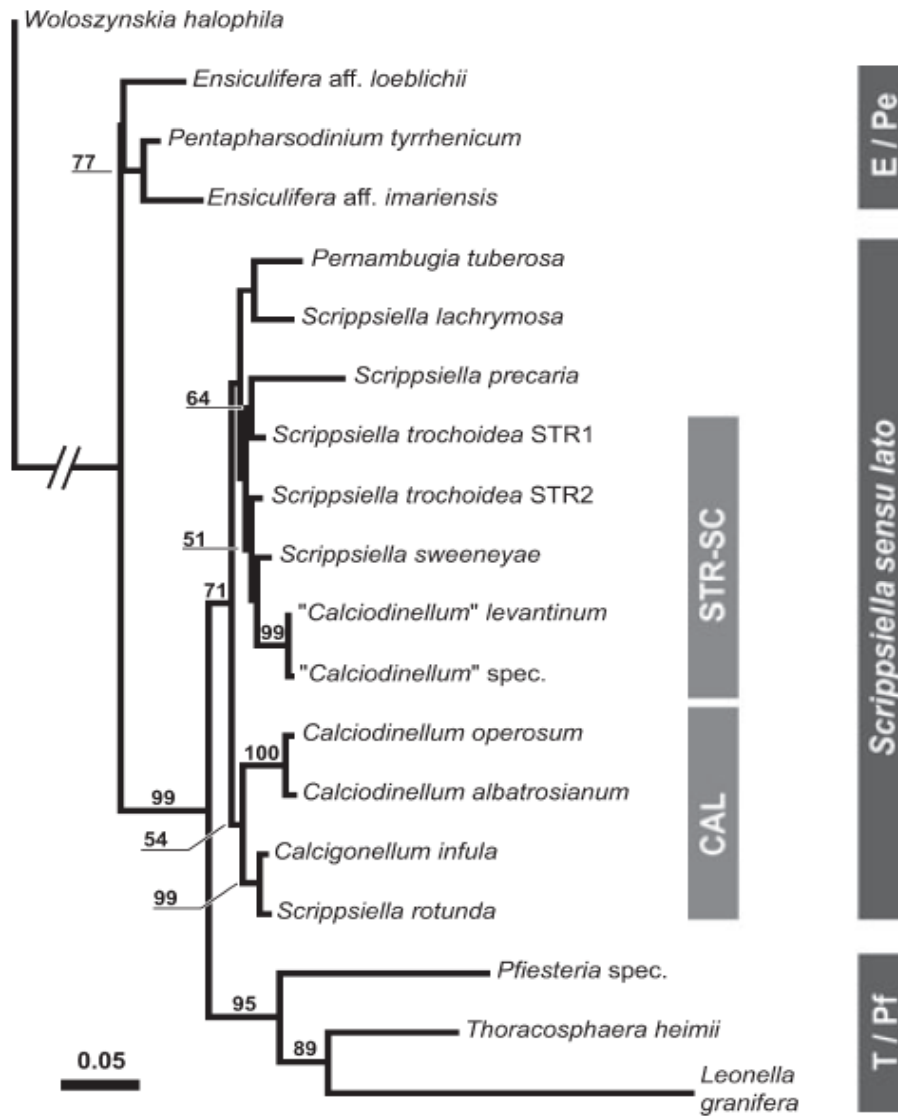 Woloszynskia halophila
Ensiculifera aff. loeblichii
77
Pentapharsodinium tyrrhenicum
Ensiculifera aff. imariensis
E / Pe
Pernambugia tuberosa
Scrippsiella lachrymosa
Scrippsiella precaria
64
Scrippsiella trochoidea STR1
Scrippsiella trochoidea STR2
51
Scrippsiella sweeneyae
71
"Calciodinellum" levantinum
99
"Calciodinellum" spec.
STR-SC
Calciodinellum operosum
100
Calciodinellum albatrosianum
99
54
Calcigonellum infula
99
Scrippsiella rotunda
CAL
Scrippsiella sensu lato
Pfiesteria spec.
95
Thoracosphaera heimii
89
Leonella
granifera
T / Pf
0.05